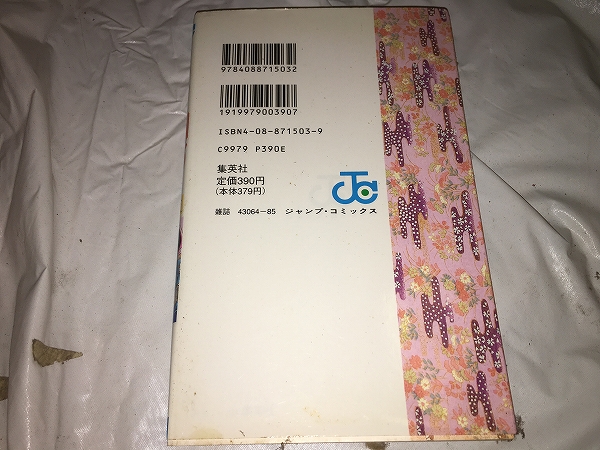 9784088715032
1919979003907
ISBN4-08-871503-9
C9979 P390E
集英社
定価390円
(本体379円)
JC
雑誌 43064-85 ジャンプ・コミックス